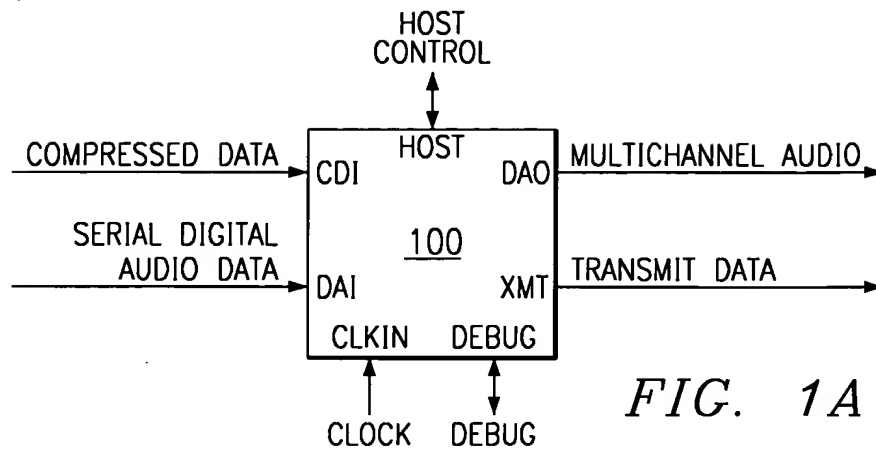 HOST
CONTROL
HOST
COMPRESSED DATA
CDI
DAO
MULTICHANNEL AUDIO
SERIAL DIGITAL
AUDIO DATA
100
DAI
XMT
TRANSMIT DATA
CLKIN
DEBUG
CLOCK
DEBUG
FIG. 1A